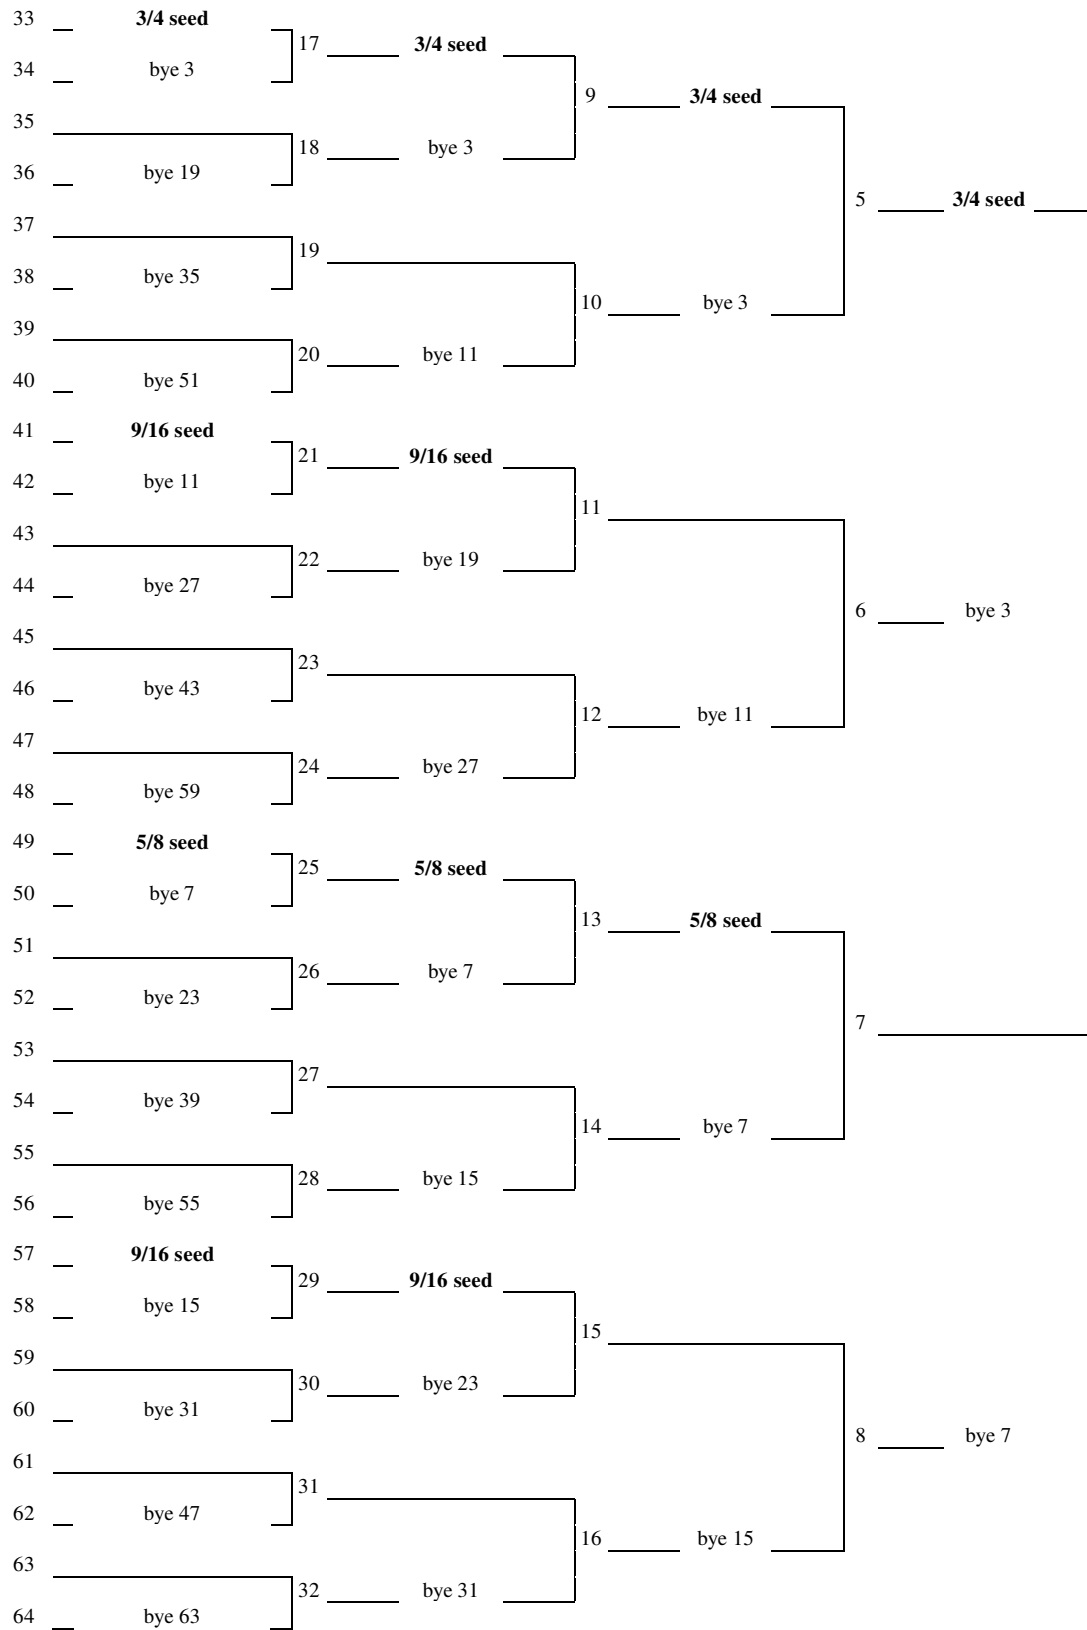 33 3/4 seed
17 3/4 seed
34 bye 3
9 3/4 seed
35
18 bye 3
36 bye 19
5 3/4 seed
37
19
38 bye 35
10 bye 3
39
20 bye 11
40 bye 51
41 9/16 seed
21 9/16 seed
42 bye 11
11
43
22 bye 19
44 bye 27
6 bye 3
45
23
46 bye 43
12 bye 11
47
24 bye 27
48 bye 59
49 5/8 seed
25 5/8 seed
50 bye 7
13 5/8 seed
51
26 bye 7
52 bye 23
7
53
27
54 bye 39
14 bye 7
55
28 bye 15
56 bye 55
57 9/16 seed
29 9/16 seed
58 bye 15
15
59
30 bye 23
60 bye 31
8 bye 7
61
31
62 bye 47
16 bye 15
63
32 bye 31
64 bye 63